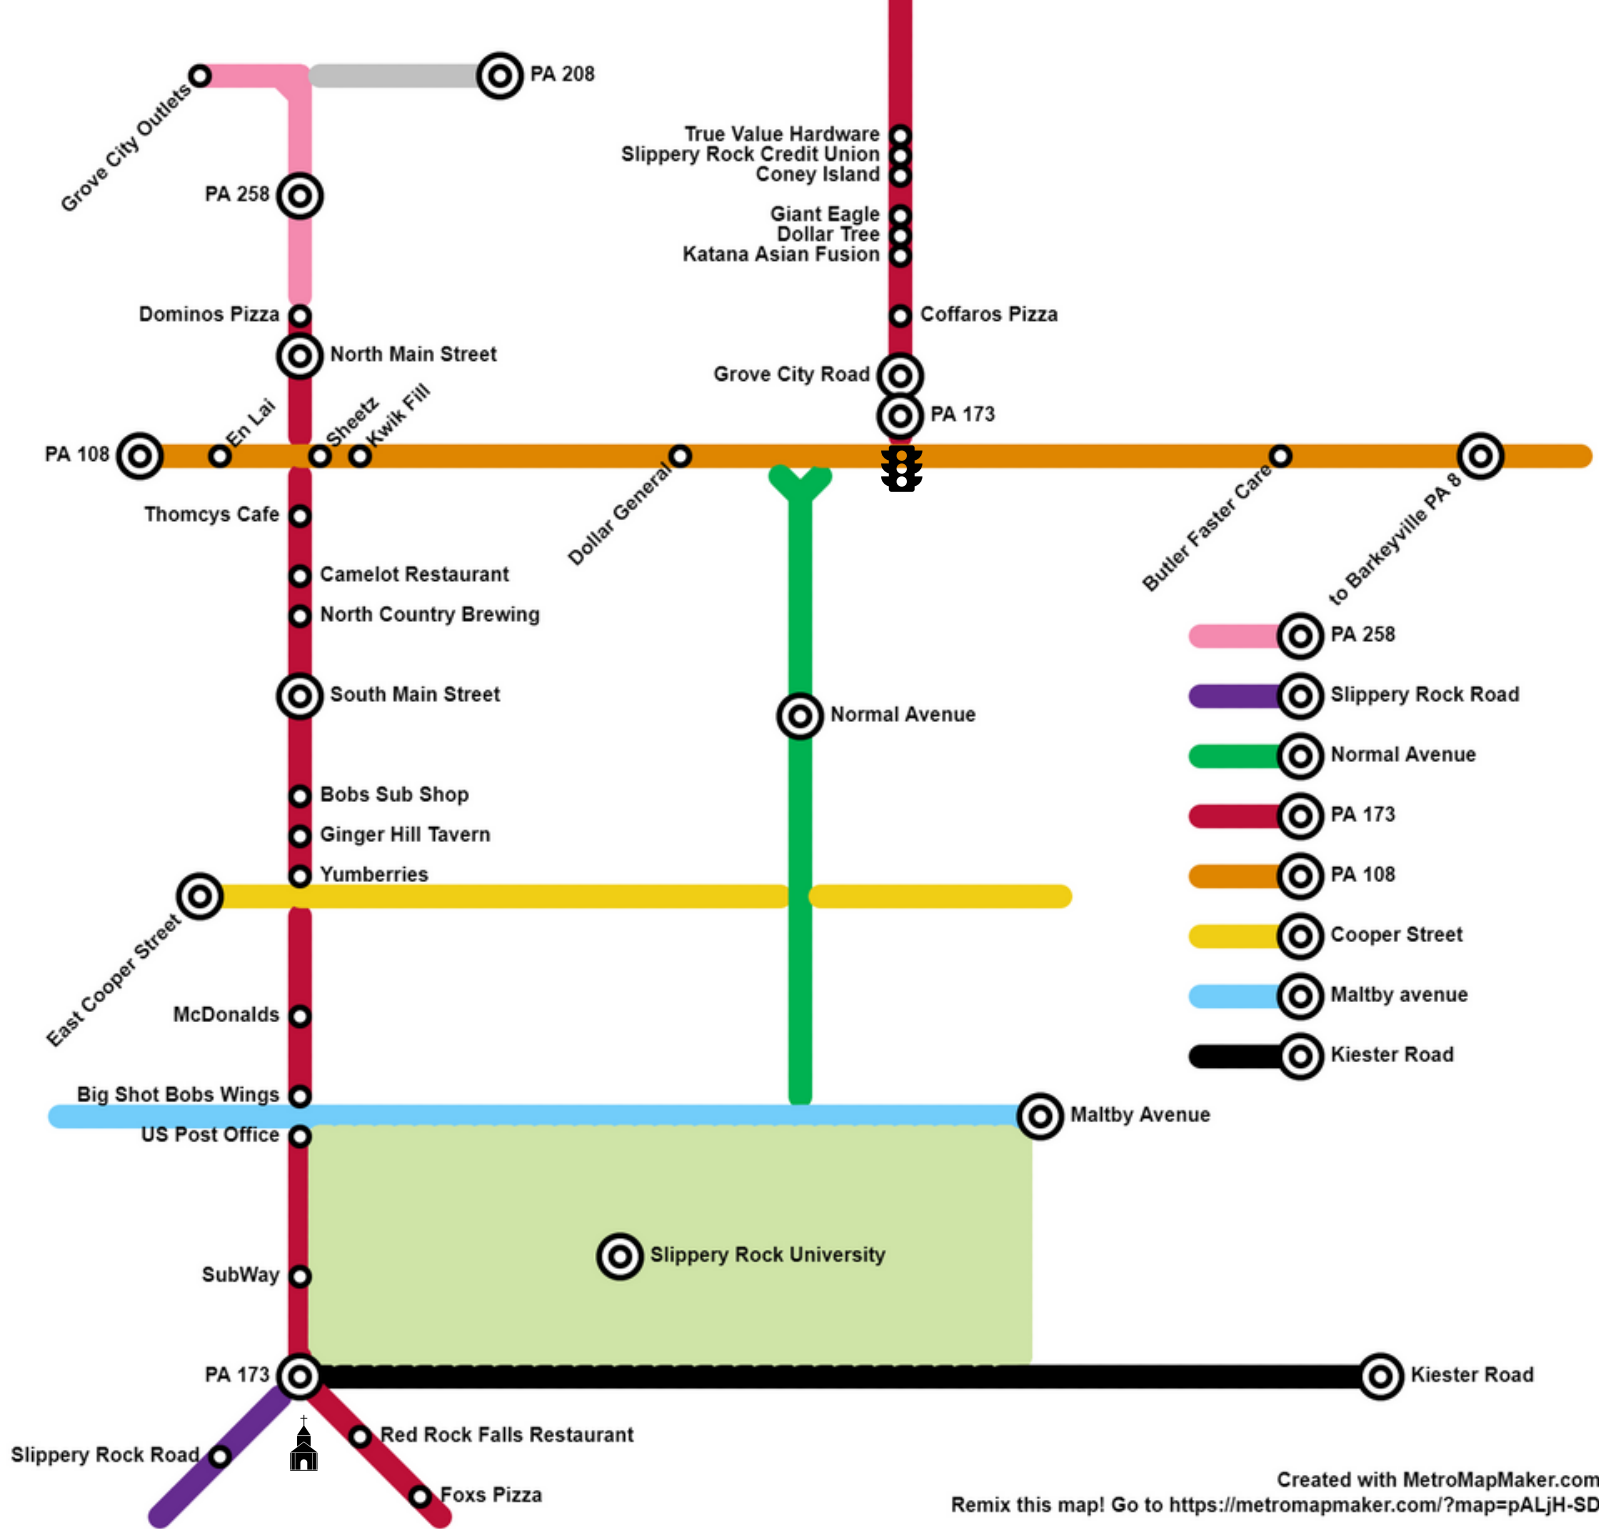 PA 208
Grove City Outlets
PA 258
Dominos Pizza
North Main Street
True Value Hardware
Slippery Rock Credit Union
Coney Island
Giant Eagle
Dollar Tree
Katana Asian Fusion
Coffaros Pizza
Grove City Road
PA 173
PA 108
En Lai
Sheetz
Kwik Fill
Dollar General
Butler Faster Care
to Barkeyville PA 8
Thomcys Cafe
Camelot Restaurant
North Country Brewing
South Main Street
Normal Avenue
Bobs Sub Shop
Ginger Hill Tavern
Yumberries
East Cooper Street
McDonalds
Big Shot Bobs Wings
Maltby Avenue
US Post Office
Slippery Rock University
SubWay
PA 173
Kiester Road
Slippery Rock Road
Red Rock Falls Restaurant
Foxs Pizza
PA 258
Slippery Rock Road
Normal Avenue
PA 173
PA 108
Cooper Street
Maltby avenue
Kiester Road
Created with MetroMapMaker.com
Remix this map! Go to https://metromapmaker.com/?map=pALjH-SD